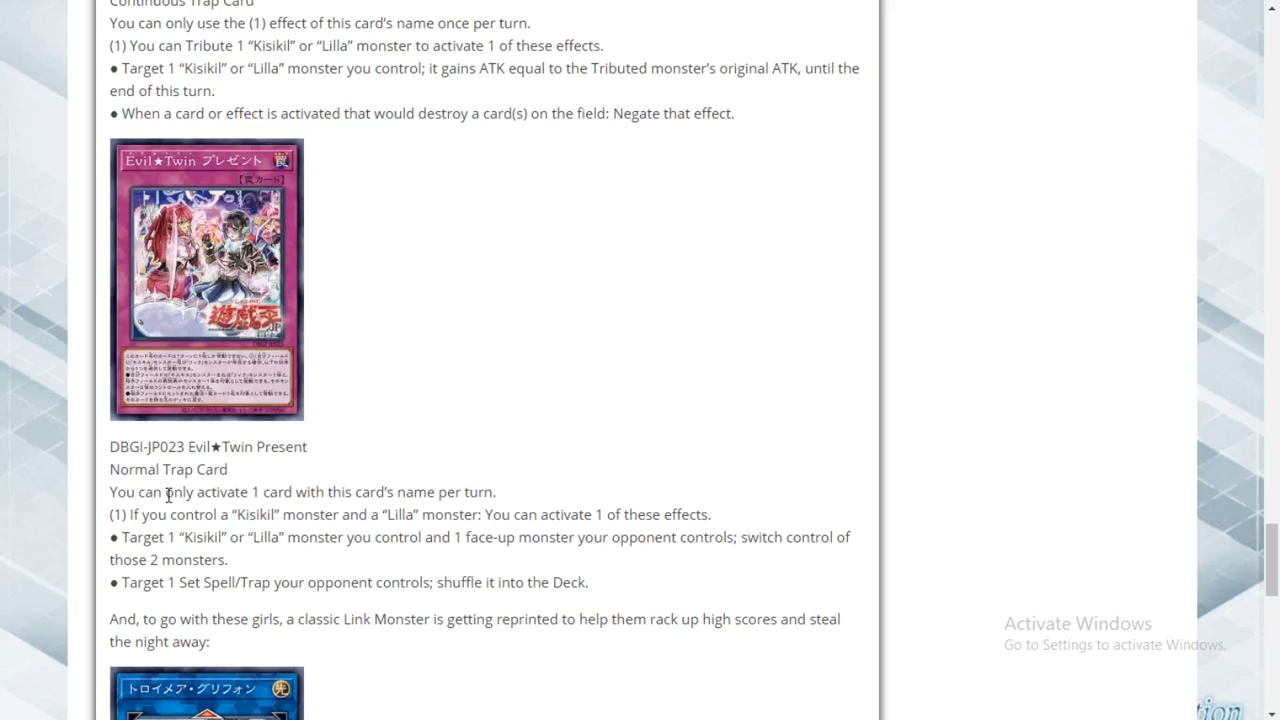 Continuous Trap Card
You can only use the (1) effect of this card’s name once per turn.
(1) You can Tribute 1 “Kisikil” or “Lilla” monster to activate 1 of these effects.
● Target 1 “Kisikil” or “Lilla” monster you control; it gains ATK equal to the Tributed monster’s original ATK, until the
end of this turn.
● When a card or effect is activated that would destroy a card(s) on the field: Negate that effect.
Evil★Twin プレゼント 罠
【罠カード】
遊戯王
DBGI-JP023 Evil★Twin Present
Normal Trap Card
You can only activate 1 card with this card’s name per turn.
(1) If you control a “Kisikil” monster and a “Lilla” monster: You can activate 1 of these effects.
● Target 1 “Kisikil” or “Lilla” monster you control and 1 face-up monster your opponent controls; switch control of
those 2 monsters.
● Target 1 Set Spell/Trap your opponent controls; shuffle it into the Deck.
And, to go with these girls, a classic Link Monster is getting reprinted to help them rack up high scores and steal
the night away:
トロイメア・グリフォン 光
Activate Windows
Go to Settings to activate Windows.